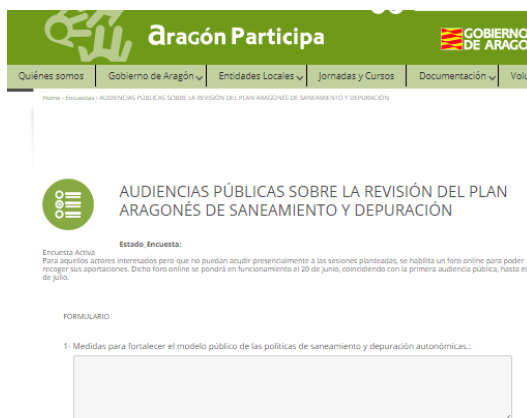 aragón Participa
GOBIERNO
DE ARAGO
Quiénes somos
Gobierno de Aragón
Entidades Locales
Jornadas y Cursos
Documentación
Volu
Home › Encuestas › AUDIENCIAS PÚBLICAS SOBRE LA REVISIÓN DEL PLAN ARAGONÉS DE SANEAMIENTO Y DEPURACIÓN
AUDIENCIAS PÚBLICAS SOBRE LA REVISIÓN DEL PLAN
ARAGONÉS DE SANEAMIENTO Y DEPURACIÓN
Estado_Encuesta:
Encuesta Activa
Para aquellos actores interesados pero que no puedan acudir presencialmente a las sesiones planteadas, se habilita un foro online para poder
recoger sus aportaciones. Dicho foro online se pondrá en funcionamiento el 20 de junio, coincidiendo con la primera audiencia pública, hasta el
de julio.
FORMULARIO
1- Medidas para fortalecer el modelo público de las políticas de saneamiento y depuración autonómicas.: